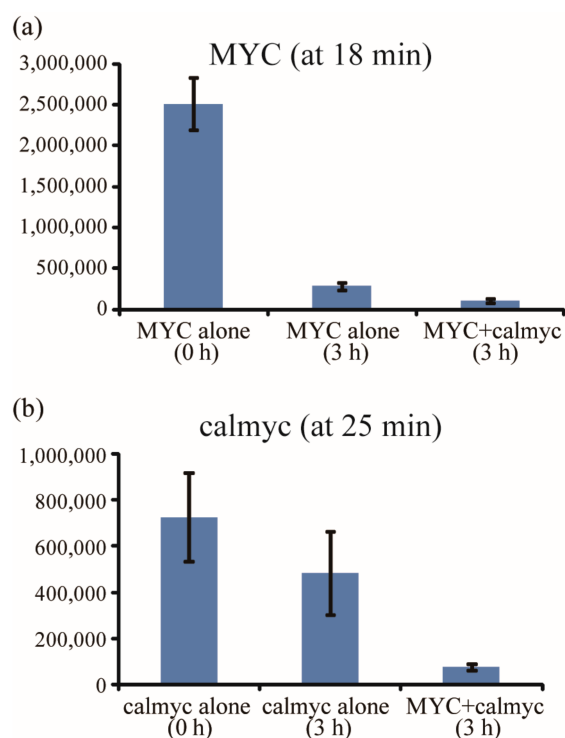 (a)
MYC (at 18 min)
3,000,000
2,500,000
2,000,000
1,500,000
1,000,000
500,000
0
MYC alone MYC alone MYC+calmyc
(0 h) (3 h) (3 h)
(b)
calmyc (at 25 min)
1,000,000
800,000
600,000
400,000
200,000
0
calmyc alone calmyc alone MYC+calmyc
(0 h) (3 h) (3 h)